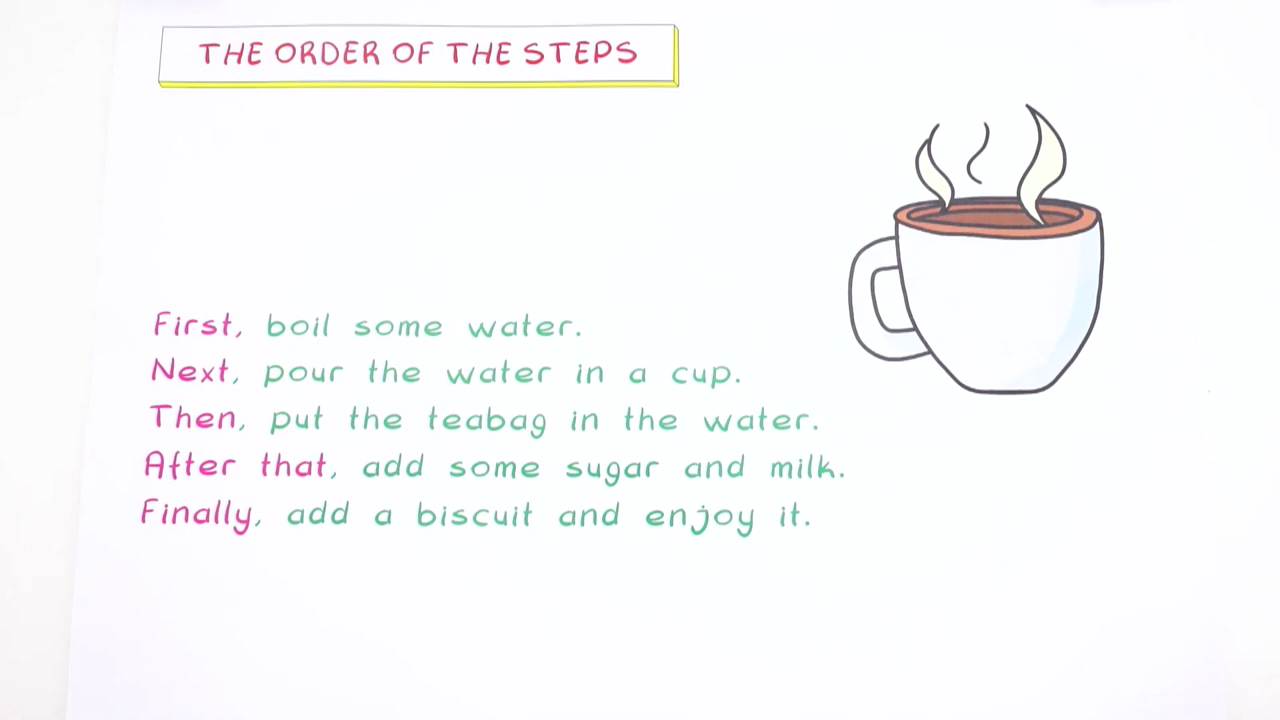 THE ORDER OF THE STEPS
First, boil some water.
Next, pour the water in a cup.
Then, put the teabag in the water.
After that, add some sugar and milk.
Finally, add a biscuit and enjoy it.